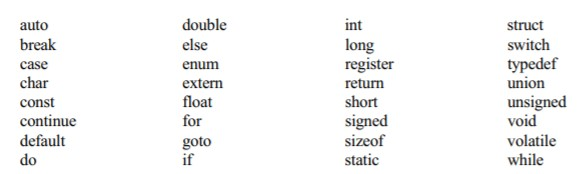 auto double int struct
break else long switch
case enum register typedef
char extern return union
const float short unsigned
continue for signed void
default goto sizeof volatile
do if static while